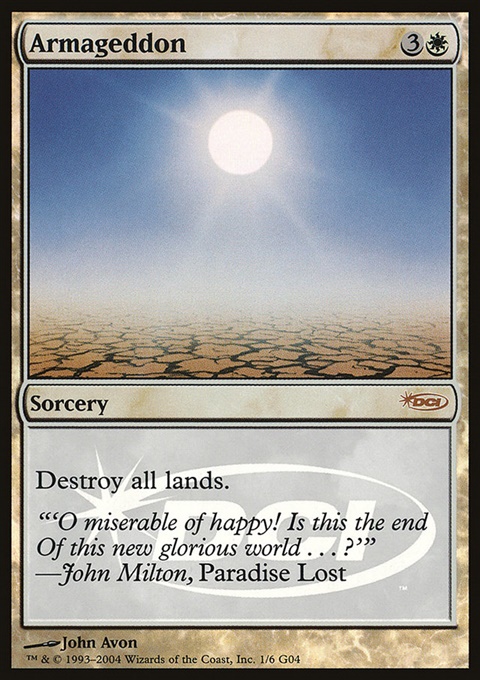 Armageddon 3
Sorcery DCI
Destroy all lands.
“‘O miserable of happy! Is this the end
Of this new glorious world . . . ?’”
—John Milton, Paradise Lost
DCI
™
John Avon
™ & © 1993–2004 Wizards of the Coast, Inc. 1/6 G04